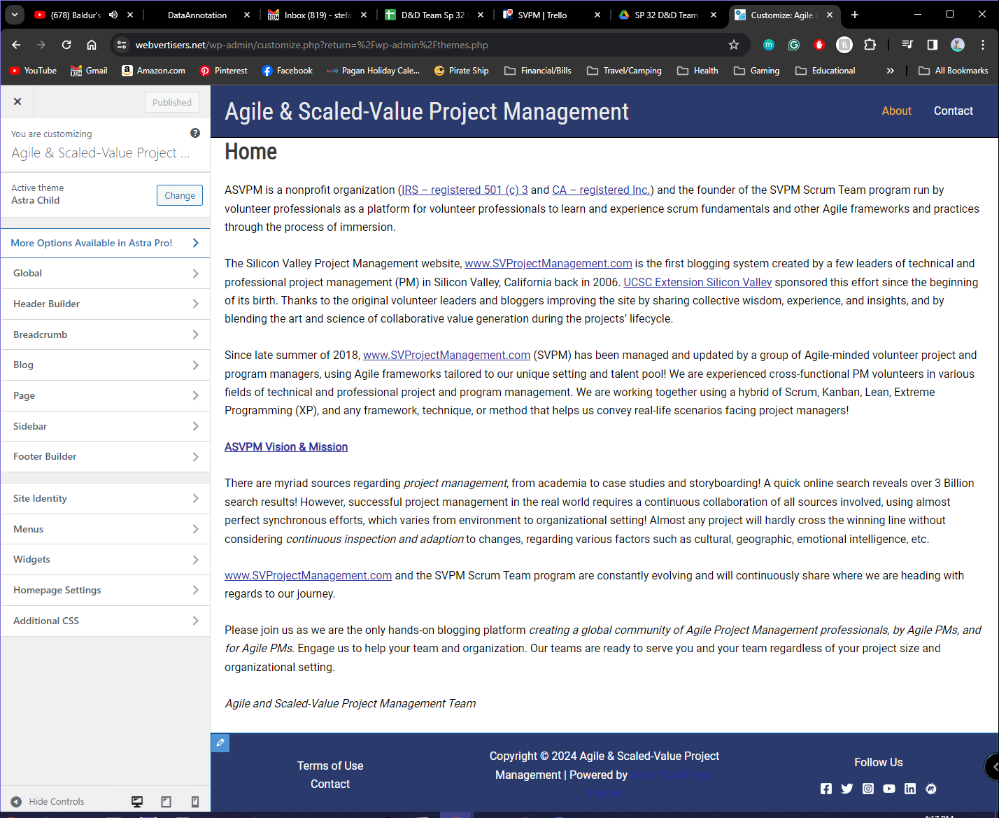 (678) Baldur's
DataAnnotation
Inbox (819) - stefa
D&D Team Sp 32
SVPM | Trello
SP 32 D&D Team
Customize: Agile &
webvertisers.net/wp-admin/customize.php?return=%2Fwp-admin%2Fthemes.php
YouTube
Gmail
Amazon.com
Pinterest
Facebook
Pagan Holiday Cale...
Pirate Ship
Financial/Bills
Travel/Camping
Health
Gaming
Educational
»
All Bookmarks
Published
You are customizing
Agile & Scaled-Value Project ...
Active theme
Astra Child
Change
More Options Available in Astra Pro!
Global
Header Builder
Breadcrumb
Blog
Page
Sidebar
Footer Builder
Site Identity
Menus
Widgets
Homepage Settings
Additional CSS
Hide Controls
Agile & Scaled-Value Project Management
About
Contact
Home
ASVPM is a nonprofit organization (IRS – registered 501 (c) 3 and CA – registered Inc.) and the founder of the SVPM Scrum Team program run by
volunteer professionals as a platform for volunteer professionals to learn and experience scrum fundamentals and other Agile frameworks and practices
through the process of immersion.
The Silicon Valley Project Management website, www.SVProjectManagement.com is the first blogging system created by a few leaders of technical and
professional project management (PM) in Silicon Valley, California back in 2006. UCSC Extension Silicon Valley sponsored this effort since the beginning
of its birth. Thanks to the original volunteer leaders and bloggers improving the site by sharing collective wisdom, experience, and insights, and by
blending the art and science of collaborative value generation during the projects’ lifecycle.
Since late summer of 2018, www.SVProjectManagement.com (SVPM) has been managed and updated by a group of Agile-minded volunteer project and
program managers, using Agile frameworks tailored to our unique setting and talent pool! We are experienced cross-functional PM volunteers in various
fields of technical and professional project and program management. We are working together using a hybrid of Scrum, Kanban, Lean, Extreme
Programming (XP), and any framework, technique, or method that helps us convey real-life scenarios facing project managers!
ASVPM Vision & Mission
There are myriad sources regarding project management, from academia to case studies and storyboarding! A quick online search reveals over 3 Billion
search results! However, successful project management in the real world requires a continuous collaboration of all sources involved, using almost
perfect synchronous efforts, which varies from environment to organizational setting! Almost any project will hardly cross the winning line without
considering continuous inspection and adaption to changes, regarding various factors such as cultural, geographic, emotional intelligence, etc.
www.SVProjectManagement.com and the SVPM Scrum Team program are constantly evolving and will continuously share where we are heading with
regards to our journey.
Please join us as we are the only hands-on blogging platform creating a global community of Agile Project Management professionals, by Agile PMs, and
for Agile PMs. Engage us to help your team and organization. Our teams are ready to serve you and your team regardless of your project size and
organizational setting.
Agile and Scaled-Value Project Management Team
Terms of Use
Contact
Copyright © 2024 Agile & Scaled-Value Project
Management | Powered by Astra WordPress
Theme
Follow Us